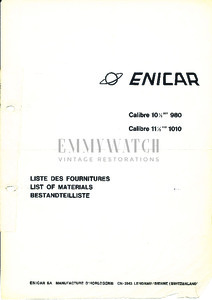 ENICAR
Calibre 10½''' 980
Calibre 11½''' 1010
EMMYWATCH
VINTAGE RESTORATIONS
LISTE DES FOURNITURES
LIST OF MATERIALS
BESTANDTEILLISTE
ENICAR SA MANUFACTURE D'HORLOGERIE CH-2543 LENGNAU/BIENNE (SWITZERLAND)